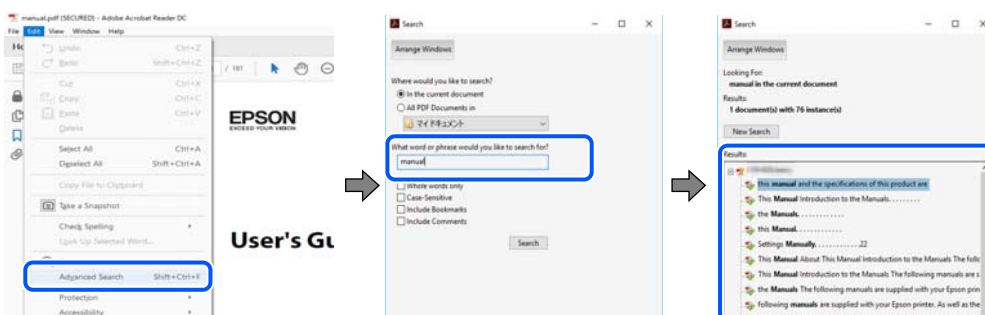 manual.pdf (SECURED) - Adobe Acrobat Reader DC
File Edit View Window Help
Undo Ctrl+Z
Shift+Ctrl+Z
Cut Ctrl+X
Copy Ctrl+C
Paste Ctrl+V
Delete
Select All Ctrl+A
Deselect All Shift+Ctrl+A
Copy File to Clipboard
Take a Snapshot
Check Spelling
Look Up Selected Word...
Advanced Search Shift+Ctrl+F
Protection
Accessibility
/ 181
EPSON
EXCEED YOUR VISION
User's Gu
Search
Arrange Windows
Where would you like to search?
In the current document
All PDF Documents in
マイドキュメント
What word or phrase would you like to search for?
manual
Whole words only
Case-Sensitive
Include Bookmarks
Include Comments
Search
Search
Arrange Windows
Looking For:
manual in the current document
Results:
1 document(s) with 76 instance(s)
New Search
Results:
this manual and the specifications of this product are
This Manual Introduction to the Manuals. . . . . . . . .
the Manuals. . . . . . . . . . . . .
this Manual. . . . . . . . . . . . .
Settings Manually. . . . . . . . . . . .22
This Manual About This Manual Introduction to the Manuals The follo
This Manual Introduction to the Manuals The following manuals are s
the Manuals The following manuals are supplied with your Epson prin
following manuals are supplied with your Epson printer. As well as the